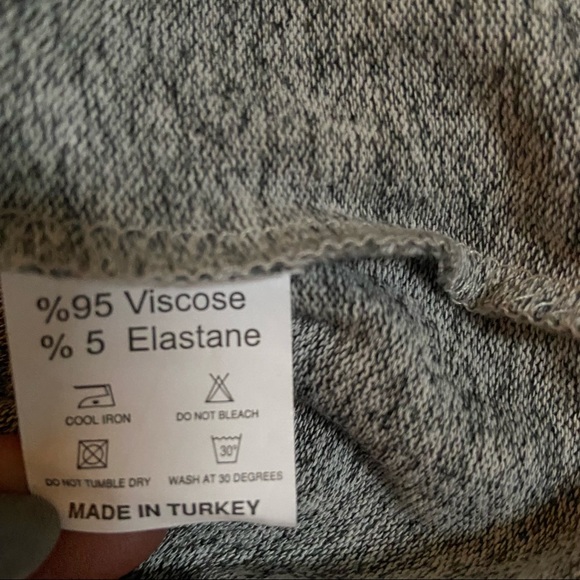 %95 Viscose
% 5 Elastane
COOL IRON DO NOT BLEACH
30°
DO NOT TUMBLE DRY WASH AT 30 DEGREES
MADE IN TURKEY